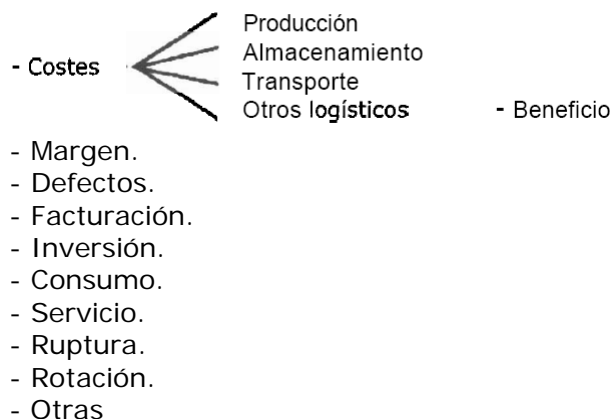 Producción
Almacenamiento
- Costes
Transporte
Otros logísticos - Beneficio
- Margen.
- Defectos.
- Facturación.
- Inversión.
- Consumo.
- Servicio.
- Ruptura.
- Rotación.
- Otras